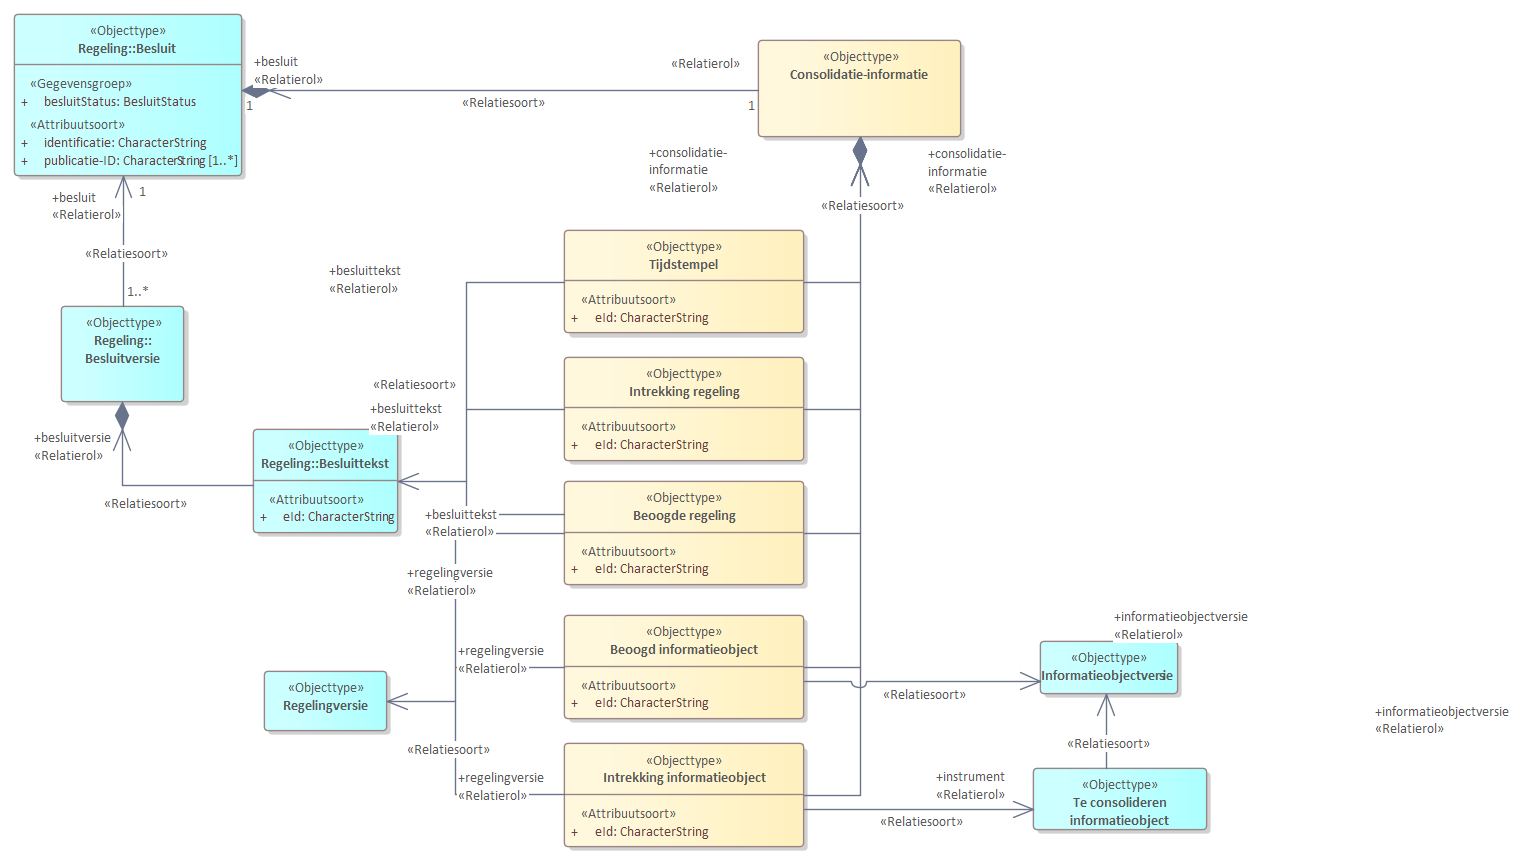 «Objecttype»
Regeling::Besluit
«Gegevensgroep»
+ besluitStatus: BesluitStatus
«Attribuutsoort»
+ identificatie: CharacterString
+ publicatie-ID: CharacterString [1..*]
+besluit
«Relatierol»
1
«Relatiesoort»
«Relatierol»
1
«Objecttype»
Consolidatie-informatie
+consolidatie-
informatie
«Relatierol»
+consolidatie-
informatie
«Relatierol»
«Relatiesoort»
+besluit
«Relatierol»
1
«Relatiesoort»
1..*
«Objecttype»
Regeling::
Besluitversie
+besluitversie
«Relatierol»
«Relatiesoort»
+besluittekst
«Relatierol»
«Objecttype»
Tijdstempel
«Attribuutsoort»
+ eId: CharacterString
«Relatiesoort»
+besluittekst
«Relatierol»
«Objecttype»
Intrekking regeling
«Attribuutsoort»
+ eId: CharacterString
«Objecttype»
Regeling::Besluittekst
«Attribuutsoort»
+ eId: CharacterString
+besluittekst
«Relatierol»
«Objecttype»
Beoogde regeling
«Attribuutsoort»
+ eId: CharacterString
+regelingversie
«Relatierol»
+regelingversie
«Relatierol»
«Objecttype»
Beoogd informatieobject
«Attribuutsoort»
+ eId: CharacterString
«Objecttype»
Regelingversie
«Relatiesoort»
+regelingversie
«Relatierol»
«Objecttype»
Intrekking informatieobject
«Attribuutsoort»
+ eId: CharacterString
+informatieobjectversie
«Relatierol»
«Objecttype»
Informatieobjectversie
«Relatiesoort»
+informatieobjectversie
«Relatierol»
«Relatiesoort»
+instrument
«Relatierol»
«Relatiesoort»
«Objecttype»
Te consolideren
informatieobject